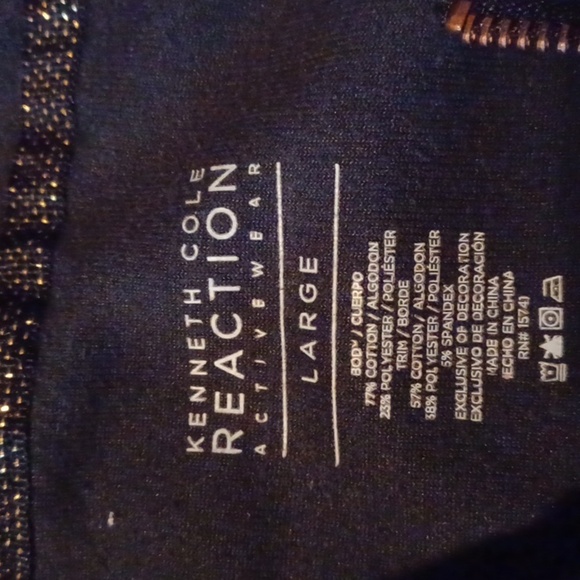 KENNETH COLE
REACTION
ACTIVEWEAR
LARGE
BODY / CUERPO
77% COTTON / ALGODON
23% POLYESTER / POLIÉSTER
TRIM / BORDE
57% COTTON / ALGODON
38% POLYESTER / POLIÉSTER
5% SPANDEX
EXCLUSIVE OF DECORATION
EXCLUSIVO DE DECORACIÓN
MADE IN CHINA
HECHO EN CHINA
RN# 15741